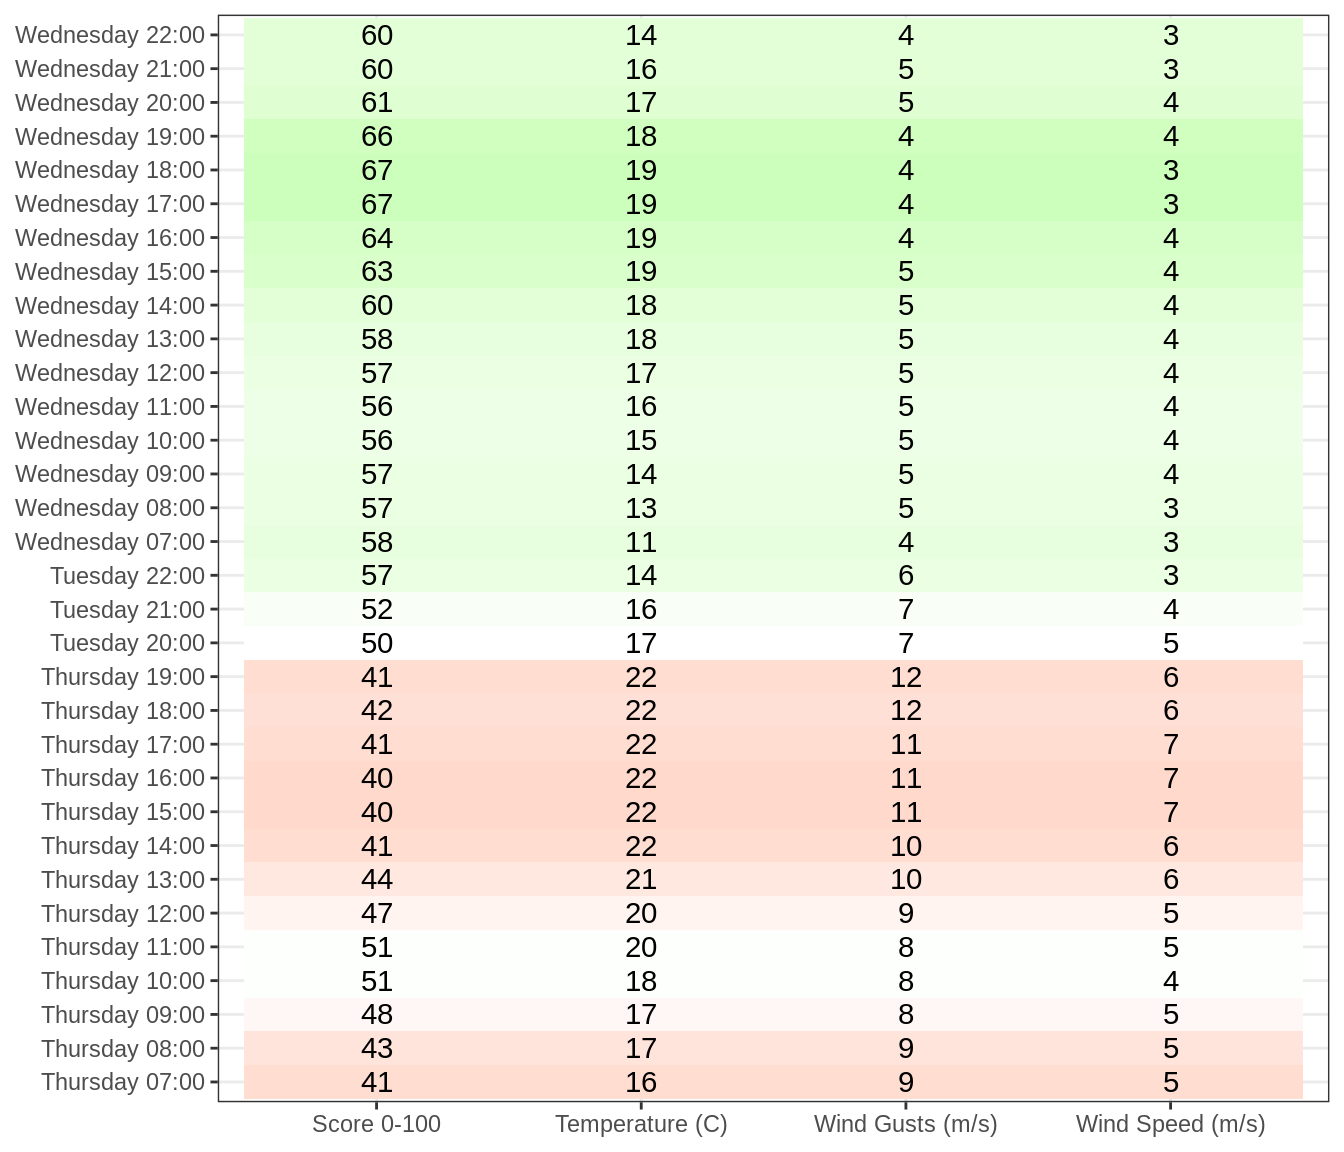 Wednesday 22:00 60 14 4 3
Wednesday 21:00 60 16 5 3
Wednesday 20:00 61 17 5 4
Wednesday 19:00 66 18 4 4
Wednesday 18:00 67 19 4 3
Wednesday 17:00 67 19 4 3
Wednesday 16:00 64 19 4 4
Wednesday 15:00 63 19 5 4
Wednesday 14:00 60 18 5 4
Wednesday 13:00 58 18 5 4
Wednesday 12:00 57 17 5 4
Wednesday 11:00 56 16 5 4
Wednesday 10:00 56 15 5 4
Wednesday 09:00 57 14 5 4
Wednesday 08:00 57 13 5 3
Wednesday 07:00 58 11 4 3
Tuesday 22:00 57 14 6 3
Tuesday 21:00 52 16 7 4
Tuesday 20:00 50 17 7 5
Thursday 19:00 41 22 12 6
Thursday 18:00 42 22 12 6
Thursday 17:00 41 22 11 7
Thursday 16:00 40 22 11 7
Thursday 15:00 40 22 11 7
Thursday 14:00 41 22 10 6
Thursday 13:00 44 21 10 6
Thursday 12:00 47 20 9 5
Thursday 11:00 51 20 8 5
Thursday 10:00 51 18 8 4
Thursday 09:00 48 17 8 5
Thursday 08:00 43 17 9 5
Thursday 07:00 41 16 9 5
Score 0-100 Temperature (C) Wind Gusts (m/s) Wind Speed (m/s)